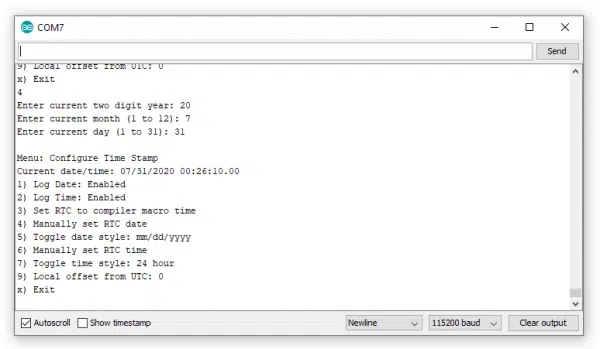 COM7
Send
9) Local offset from UTC: 0
x) Exit
4
Enter current two digit year: 20
Enter current month (1 to 12): 7
Enter current day (1 to 31): 31
Menu: Configure Time Stamp
Current date/time: 07/31/2020 00:26:10.00
1) Log Date: Enabled
2) Log Time: Enabled
3) Set RTC to compiler macro time
4) Manually set RTC date
5) Toggle date style: mm/dd/yyyy
6) Manually set RTC time
7) Toggle time style: 24 hour
9) Local offset from UTC: 0
x) Exit
Autoscroll Show timestamp Newline 115200 baud Clear output